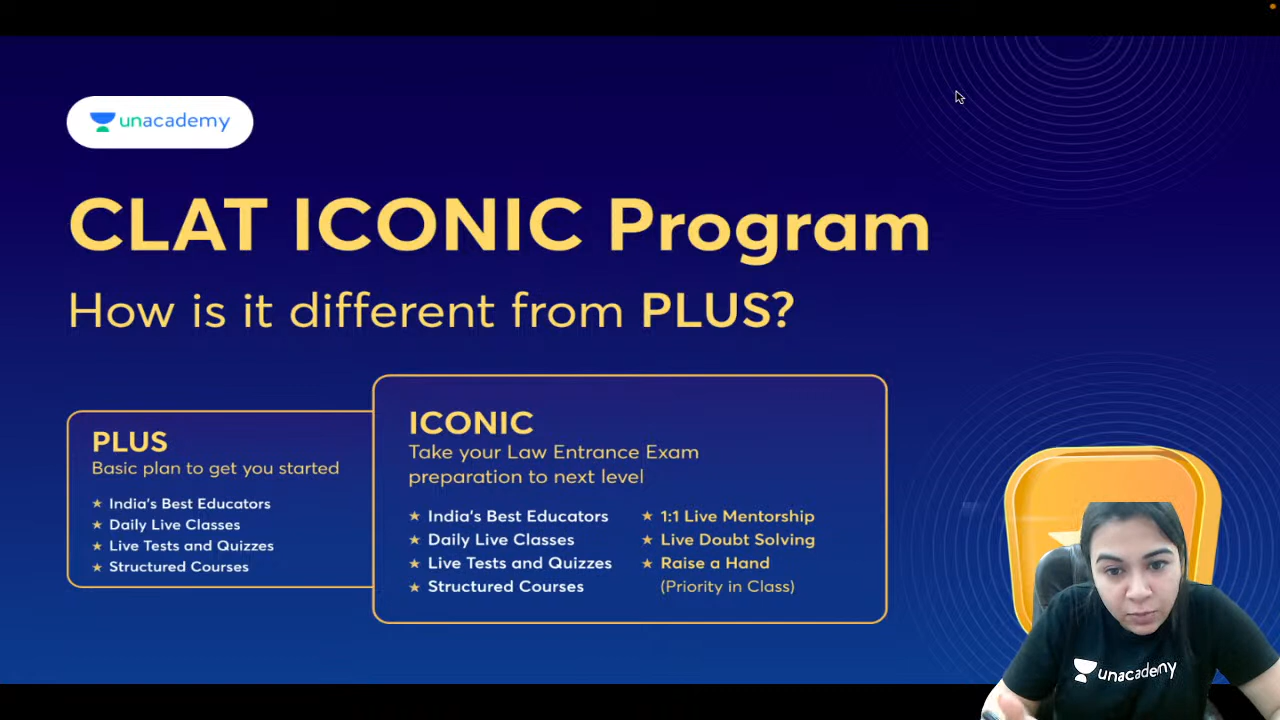 unacademy
CLAT ICONIC Program
How is it different from PLUS?
PLUS
Basic plan to get you started
★ India's Best Educators
★ Daily Live Classes
★ Live Tests and Quizzes
★ Structured Courses
ICONIC
Take your Law Entrance Exam
preparation to next level
★ India's Best Educators
★ Daily Live Classes
★ Live Tests and Quizzes
★ Structured Courses
★ 1:1 Live Mentorship
★ Live Doubt Solving
★ Raise a Hand
(Priority in Class)
unacademy